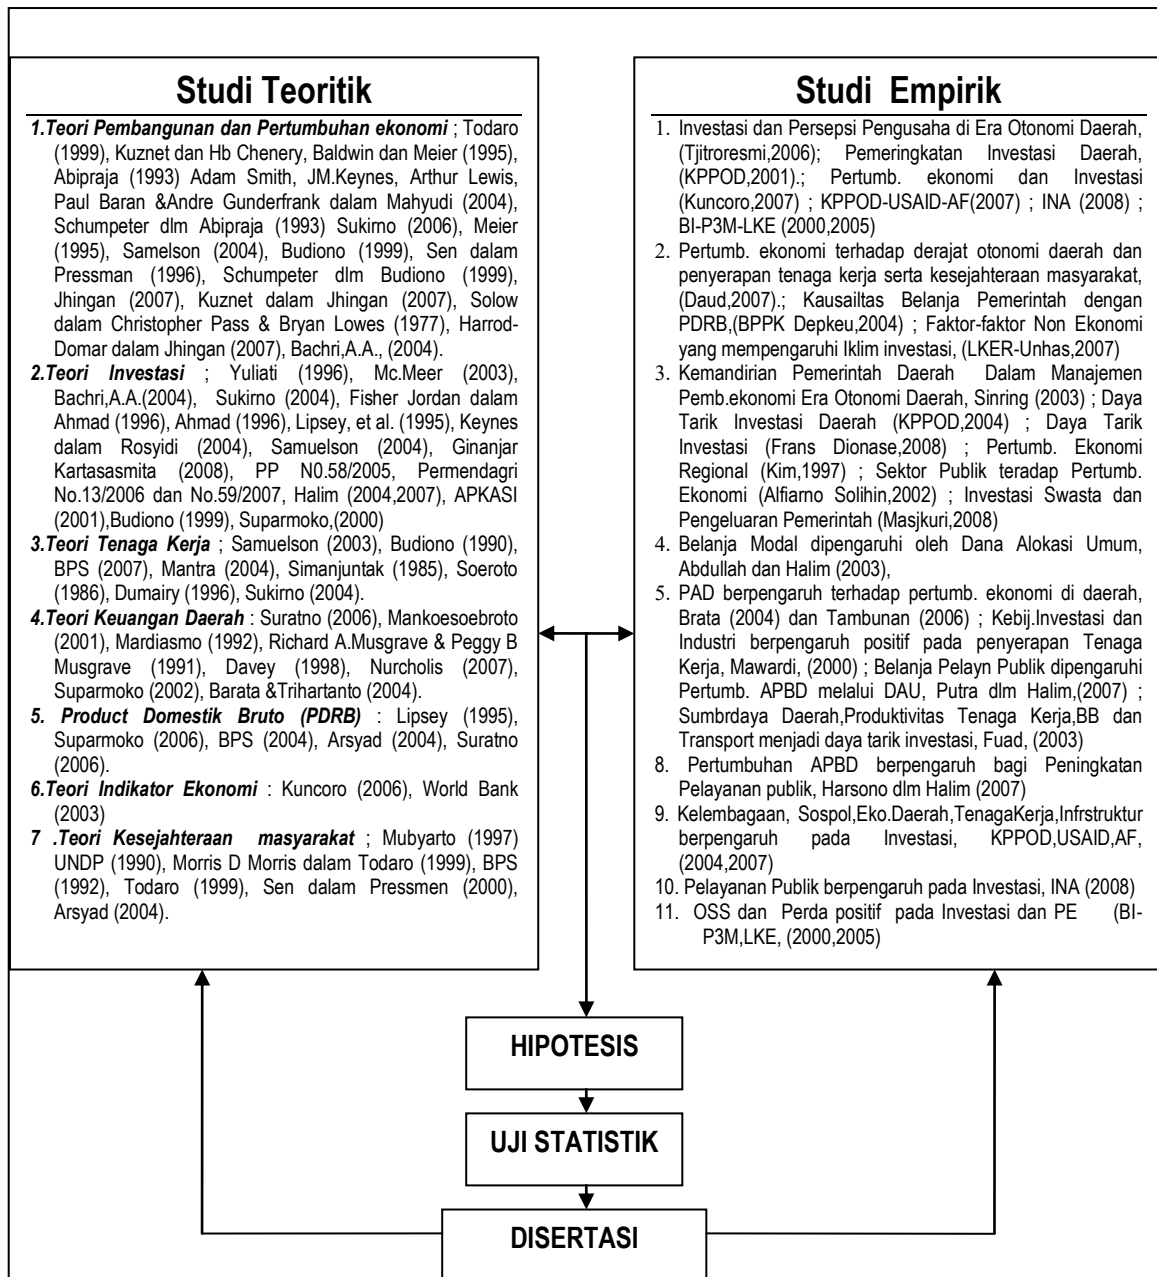 Studi Teoritik
1.Teori Pembangunan dan Pertumbuhan ekonomi ; Todaro
(1999), Kuznet dan Hb Chenery, Baldwin dan Meier (1995),
Abipraja (1993) Adam Smith, JM.Keynes, Arthur Lewis,
Paul Baran &Andre Gunderfrank dalam Mahyudi (2004),
Schumpeter dlm Abipraja (1993) Sukirno (2006), Meier
(1995), Samelson (2004), Budiono (1999), Sen dalam
Pressman (1996), Schumpeter dlm Budiono (1999),
Jhingan (2007), Kuznet dalam Jhingan (2007), Solow
dalam Christopher Pass & Bryan Lowes (1977), Harrod-
Domar dalam Jhingan (2007), Bachri,A.A., (2004).
2.Teori Investasi ; Yuliati (1996), Mc.Meer (2003),
Bachri,A.A.(2004), Sukirno (2004), Fisher Jordan dalam
Ahmad (1996), Ahmad (1996), Lipsey, et al. (1995), Keynes
dalam Rosyidi (2004), Samuelson (2004), Ginanjar
Kartasasmita (2008), PP N0.58/2005, Permendagri
No.13/2006 dan No.59/2007, Halim (2004,2007), APKASI
(2001),Budiono (1999), Suparmoko,(2000)
3.Teori Tenaga Kerja ; Samuelson (2003), Budiono (1990),
BPS (2007), Mantra (2004), Simanjuntak (1985), Soeroto
(1986), Dumairy (1996), Sukirno (2004).
4.Teori Keuangan Daerah : Suratno (2006), Mankoesoebroto
(2001), Mardiasmo (1992), Richard A.Musgrave & Peggy B
Musgrave (1991), Davey (1998), Nurcholis (2007),
Suparmoko (2002), Barata &Trihartanto (2004).
5. Product Domestik Bruto (PDRB) : Lipsey (1995),
Suparmoko (2006), BPS (2004), Arsyad (2004), Suratno
(2006).
6.Teori Indikator Ekonomi : Kuncoro (2006), World Bank
(2003)
7 .Teori Kesejahteraan masyarakat ; Mubyarto (1997)
UNDP (1990), Morris D Morris dalam Todaro (1999), BPS
(1992), Todaro (1999), Sen dalam Pressmen (2000),
Arsyad (2004).
Studi Empirik
1. Investasi dan Persepsi Pengusaha di Era Otonomi Daerah,
(Tjitroresmi,2006); Pemeringkatan Investasi Daerah,
(KPPOD,2001).; Pertumb. ekonomi dan Investasi
(Kuncoro,2007) ; KPPOD-USAID-AF(2007) ; INA (2008) ;
BI-P3M-LKE (2000,2005)
2. Pertumb. ekonomi terhadap derajat otonomi daerah dan
penyerapan tenaga kerja serta kesejahteraan masyarakat,
(Daud,2007).; Kausailtas Belanja Pemerintah dengan
PDRB,(BPPK Depkeu,2004) ; Faktor-faktor Non Ekonomi
yang mempengaruhi Iklim investasi, (LKER-Unhas,2007)
3. Kemandirian Pemerintah Daerah Dalam Manajemen
Pemb.ekonomi Era Otonomi Daerah, Sinring (2003) ; Daya
Tarik Investasi Daerah (KPPOD,2004) ; Daya Tarik
Investasi (Frans Dionase,2008) ; Pertumb. Ekonomi
Regional (Kim,1997) ; Sektor Publik teradap Pertumb.
Ekonomi (Alfiarno Solihin,2002) ; Investasi Swasta dan
Pengeluaran Pemerintah (Masjkuri,2008)
4. Belanja Modal dipengaruhi oleh Dana Alokasi Umum,
Abdullah dan Halim (2003),
5. PAD berpengaruh terhadap pertumb. ekonomi di daerah,
Brata (2004) dan Tambunan (2006) ; Kebij.Investasi dan
Industri berpengaruh positif pada penyerapan Tenaga
Kerja, Mawardi, (2000) ; Belanja Pelayn Publik dipengaruhi
Pertumb. APBD melalui DAU, Putra dlm Halim,(2007) ;
Sumbrdaya Daerah,Produktivitas Tenaga Kerja,BB dan
Transport menjadi daya tarik investasi, Fuad, (2003)
8. Pertumbuhan APBD berpengaruh bagi Peningkatan
Pelayanan publik, Harsono dlm Halim (2007)
9. Kelembagaan, Sospol,Eko.Daerah,TenagaKerja,Infrstruktur
berpengaruh pada Investasi, KPPOD,USAID,AF,
(2004,2007)
10. Pelayanan Publik berpengaruh pada Investasi, INA (2008)
11. OSS dan Perda positif pada Investasi dan PE (BI-
P3M,LKE, (2000,2005)
HIPOTESIS
UJI STATISTIK
DISERTASI